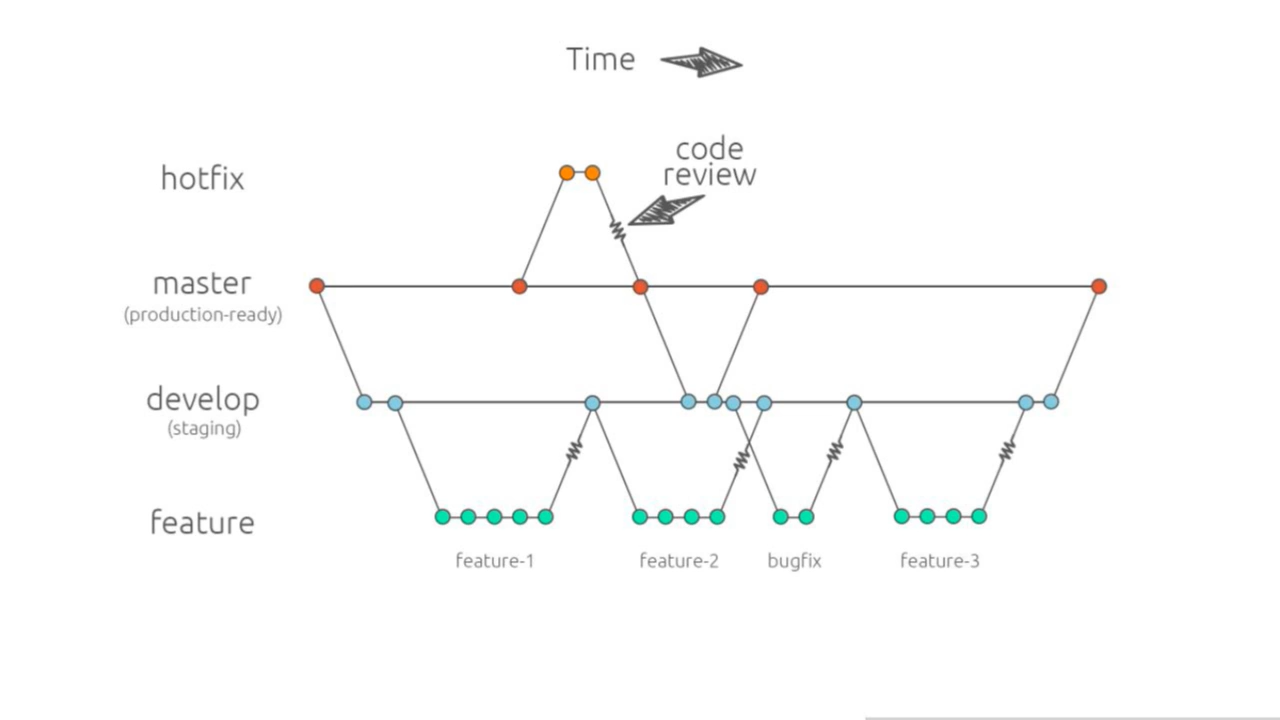 Time
code
review
hotfix
master
(production-ready)
develop
(staging)
feature
feature-1
feature-2
bugfix
feature-3